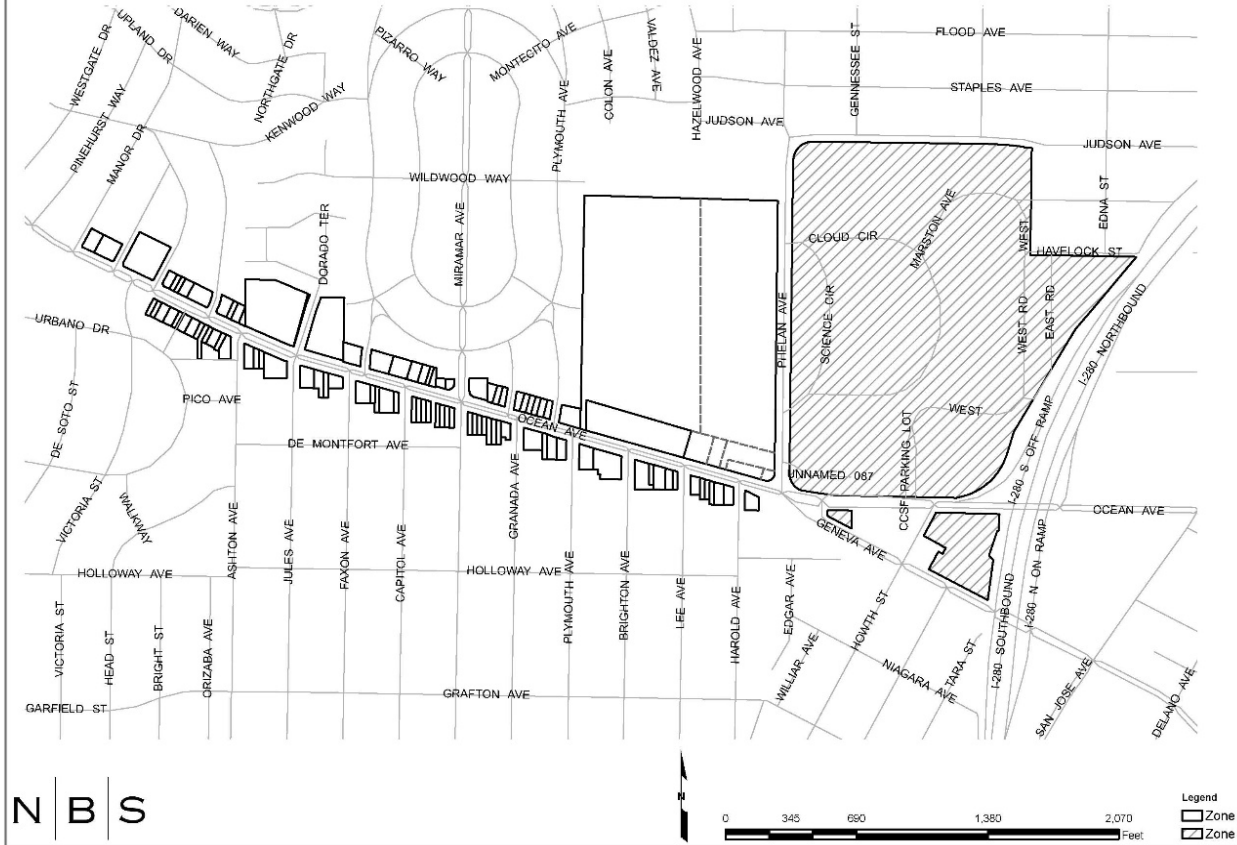 FLOOD AVE
STAPLES AVE
JUDSON AVE
JUDSON AVE
WESTGATE DR
UPLAND DR
DARIEN WAY
NORTHGATE DR
PIZARRO WAY
MONTECITO AVE
VALDEZ AVE
COLON AVE
HAZELWOOD AVE
GENNESSEE ST
PINEHURST WAY
MANOR DR
KENWOOD WAY
PLYMOUTH AVE
WILDWOOD WAY
EDNA ST
DORADO TER
MIRAMAR AVE
CLOUD CIR
MARSTON AVE
WEST
HAVELOCK ST
PHELAN AVE
SCIENCE CIR
WEST RD
EAST RD
I-280 NORTHBOUND
URBANO DR
DE SOTO ST
PICO AVE
OCEAN AVE
WEST
DE MONTFORT AVE
GRANADA AVE
CCSF PARKING LOT
I-280 S OFF RAMP
UNNAMED 087
OCEAN AVE
VICTORIA ST
WALKWAY
ASHTON AVE
JULES AVE
FAXON AVE
CAPITOL AVE
GENEVA AVE
HOLLOWAY AVE
HOLLOWAY AVE
PLYMOUTH AVE
BRIGHTON AVE
LEE AVE
HAROLD AVE
EDGAR AVE
HOWTH ST
I-280 SOUTHBOUND
I-280 N ON RAMP
VICTORIA ST
HEAD ST
BRIGHT ST
ORIZABA AVE
WILLIAR AVE
NIAGARA AVE
TARA ST
SAN JOSE AVE
DELANO AVE
GRAFTON AVE
GARFIELD ST
N B S
N
0 345 690 1,380 2,070
Feet
Legend
Zone
Zone